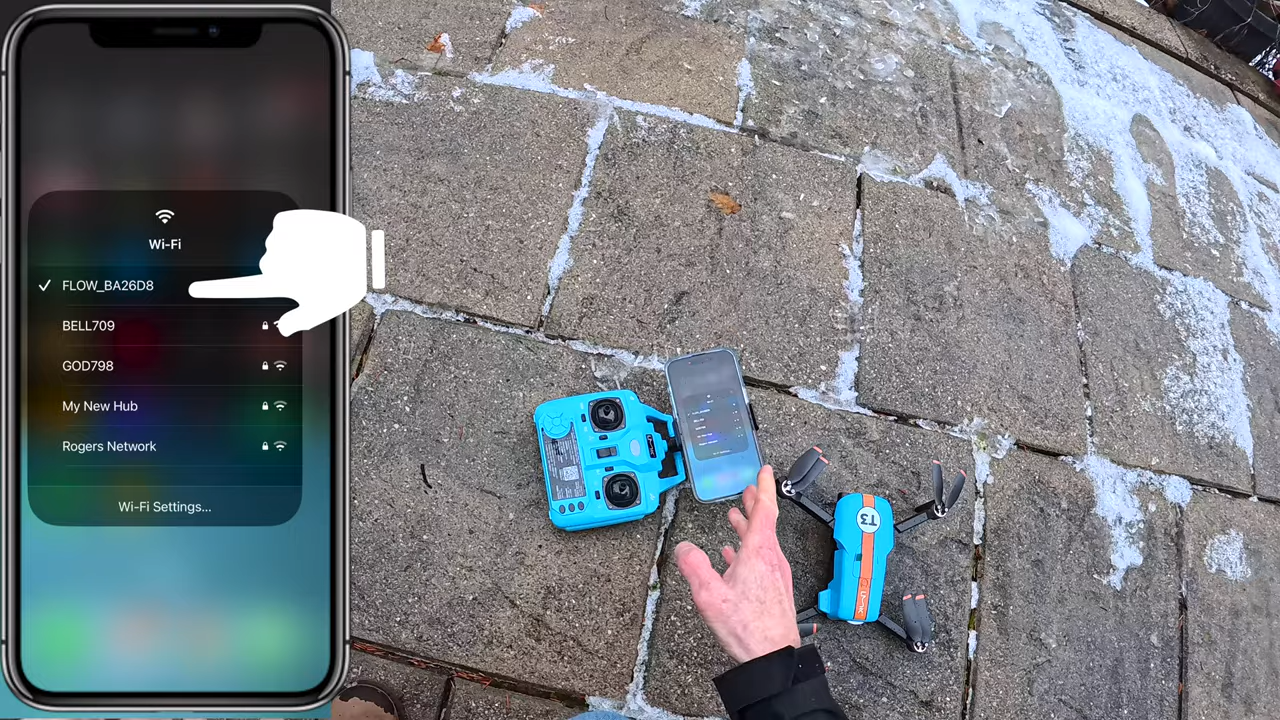 Wi-Fi
FLOW_BA26D8
BELL709
GOD798
My New Hub
Rogers Network
Wi-Fi Settings...
T3